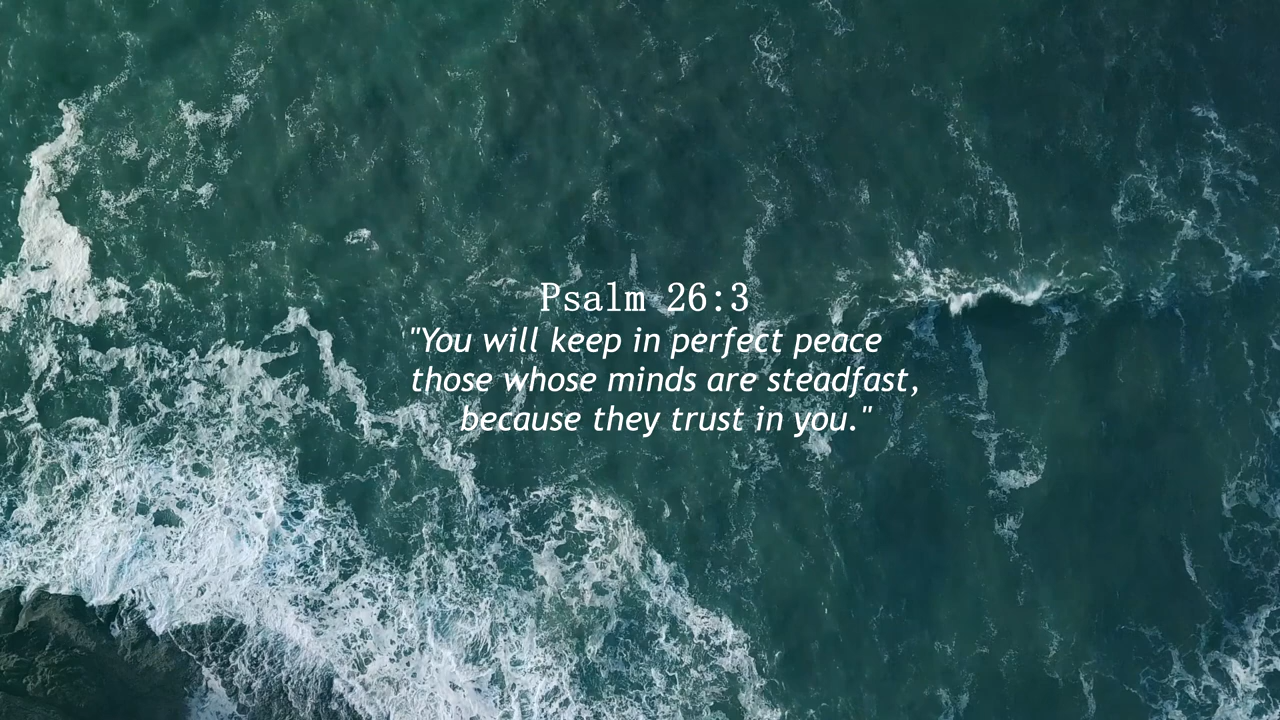 Psalm 26:3
"You will keep in perfect peace
those whose minds are steadfast,
because they trust in you."